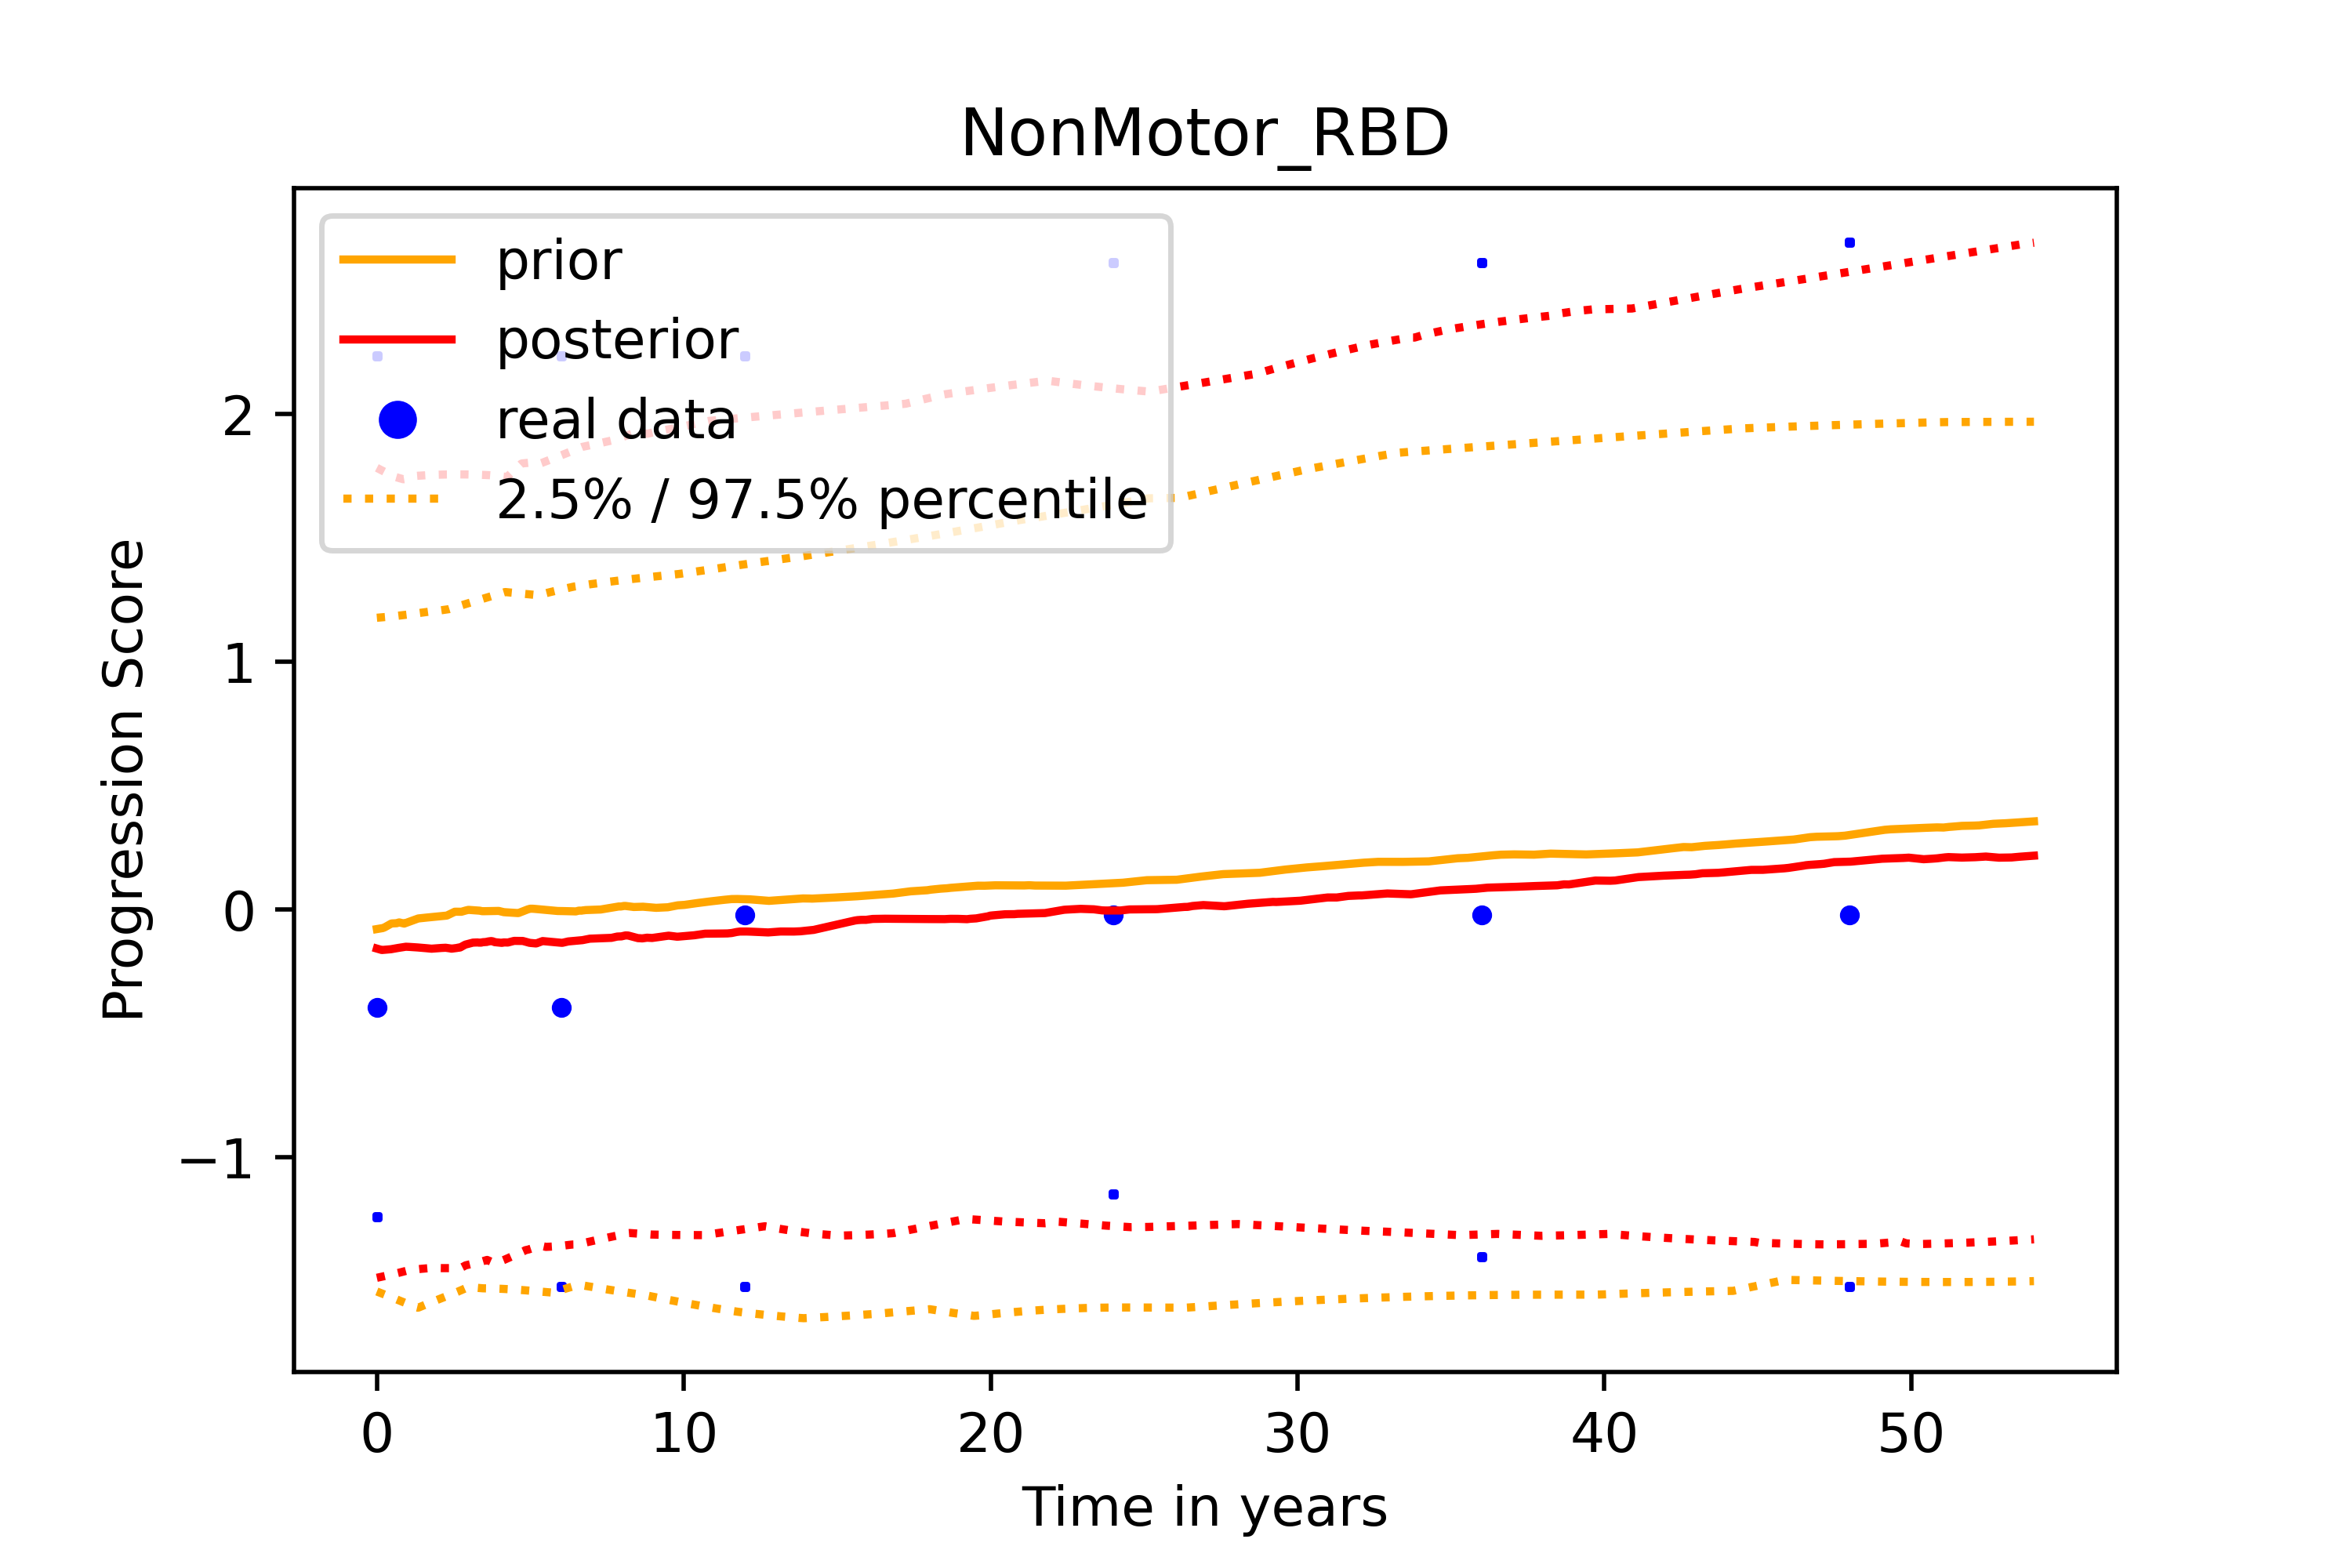 NonMotor_RBD
prior
posterior
real data
2.5% / 97.5% percentile
Progression Score
2
1
0
−1
0 10 20 30 40 50
Time in years